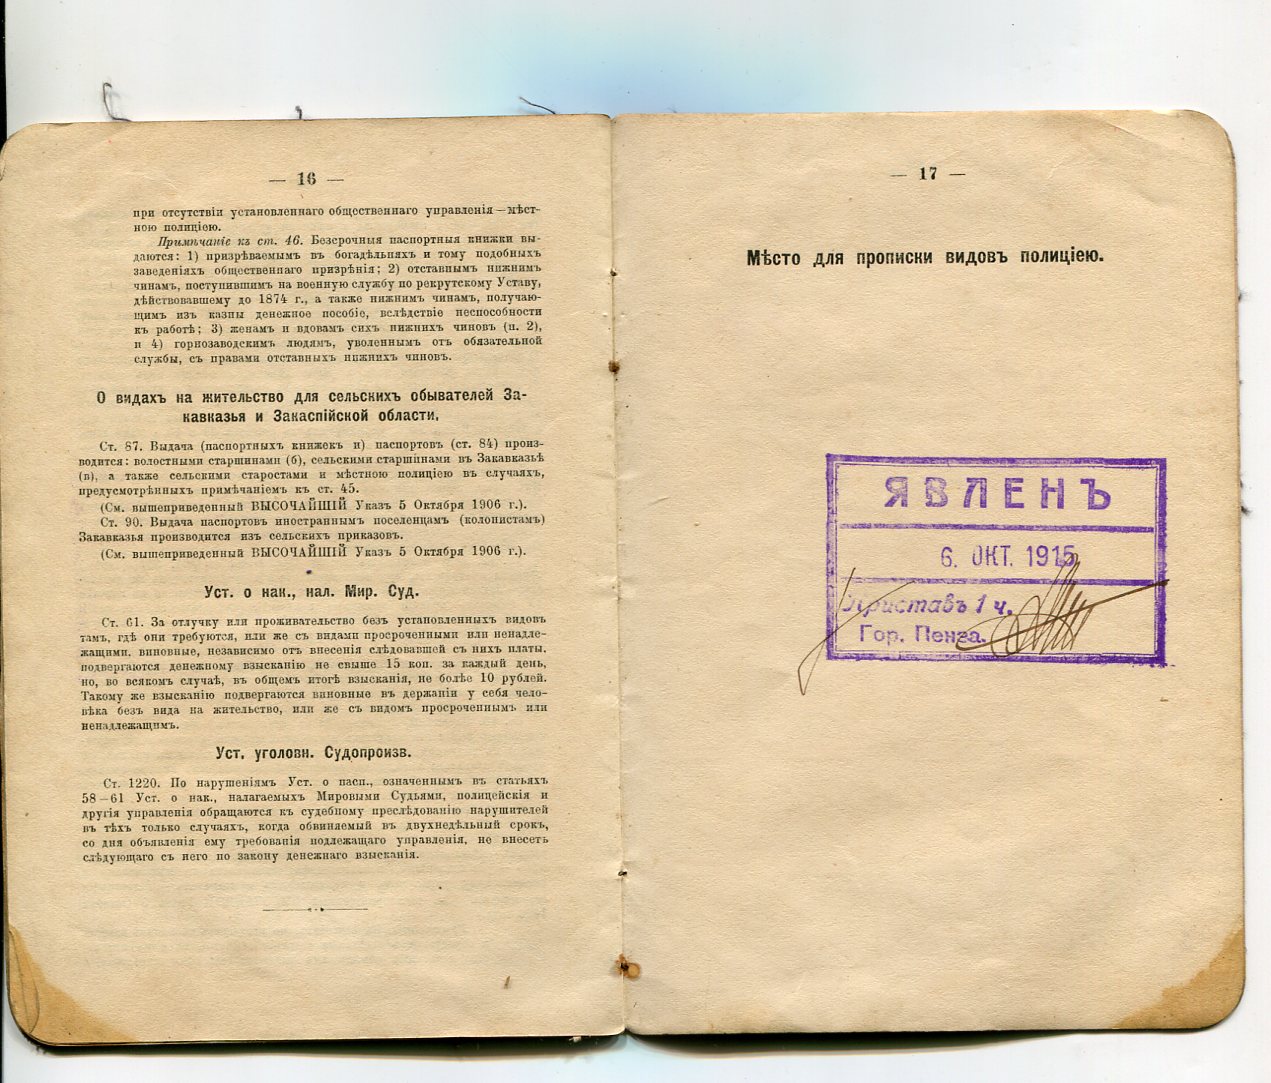 — 16 —
при отсутствіи установленнаго общественнаго управленія—мѣст-
ною полиціею.
Примѣчаніе къ ст. 46. Безсрочныя паспортныя книжки вы-
даются: 1) призрѣваемымъ въ богадѣльняхъ и тому подобныхъ
заведеніяхъ общественнаго призрѣнія; 2) отставнымъ нижнимъ
чинамъ, поступившимъ на военную службу по рекрутскому Уставу,
дѣйствовавшему до 1874 г., а также нижнимъ чинамъ, получаю-
щимъ изъ казны денежное пособіе, вслѣдствіе неспособности
къ работѣ; 3) женамъ и вдовамъ сихъ нижнихъ чиновъ (п. 2),
и 4) горнозаводскимъ людямъ, уволеннымъ отъ обязательной
службы, съ правами отставныхъ нижнихъ чиновъ.
О видахъ на жительство для сельскихъ обывателей За-
кавказья и Закаспійской области.
Ст. 87. Выдача (паспортныхъ книжекъ и) паспортовъ (ст. 84) произ-
водится: волостными старшинами (б), сельскими старшинами въ Закавказьѣ
(в), а также сельскими старостами и мѣстною полиціею въ случаяхъ,
предусмотрѣнныхъ примѣчаніемъ къ ст. 45.
(См. вышеприведенный ВЫСОЧАЙШІЙ Указъ 5 Октября 1906 г.).
Ст. 90. Выдача паспортовъ иностраннымъ поселенцамъ (колонистамъ)
Закавказья производится изъ сельскихъ приказовъ.
(См. вышеприведенный ВЫСОЧАЙШІЙ Указъ 5 Октября 1906 г.).
Уст. о нак., нал. Мир. Суд.
Ст. 61. За отлучку или проживательство безъ установленныхъ видовъ
тамъ, гдѣ они требуются, или же съ видами просроченными или ненадле-
жащими, виновные, независимо отъ внесенія слѣдовавшей съ нихъ платы,
подвергаются денежному взысканію не свыше 15 коп. за каждый день,
но, во всякомъ случаѣ, въ общемъ итогѣ взысканія, не болѣе 10 рублей.
Такому же взысканію подвергаются виновные въ держаніи у себя чело-
вѣка безъ вида на жительство, или же съ видомъ просроченнымъ или
ненадлежащимъ.
Уст. уголовн. Судопроизв.
Ст. 1220. По нарушеніямъ Уст. о пасп., означеннымъ въ статьяхъ
58—61 Уст. о нак., налагаемыхъ Мировыми Судьями, полицейскія и
другія управленія обращаются къ судебному преслѣдованію нарушителей
въ тѣхъ только случаяхъ, когда обвиняемый въ двухнедѣльный срокъ,
со дня объявленія ему требованія подлежащаго управленія, не внесетъ
слѣдующаго съ него по закону денежнаго взысканія.
— 17 —
Мѣсто для прописки видовъ полиціею.
ЯВЛЕНЪ
6. ОКТ. 1915
Приставъ 1 ч.
Гор. Пенза.